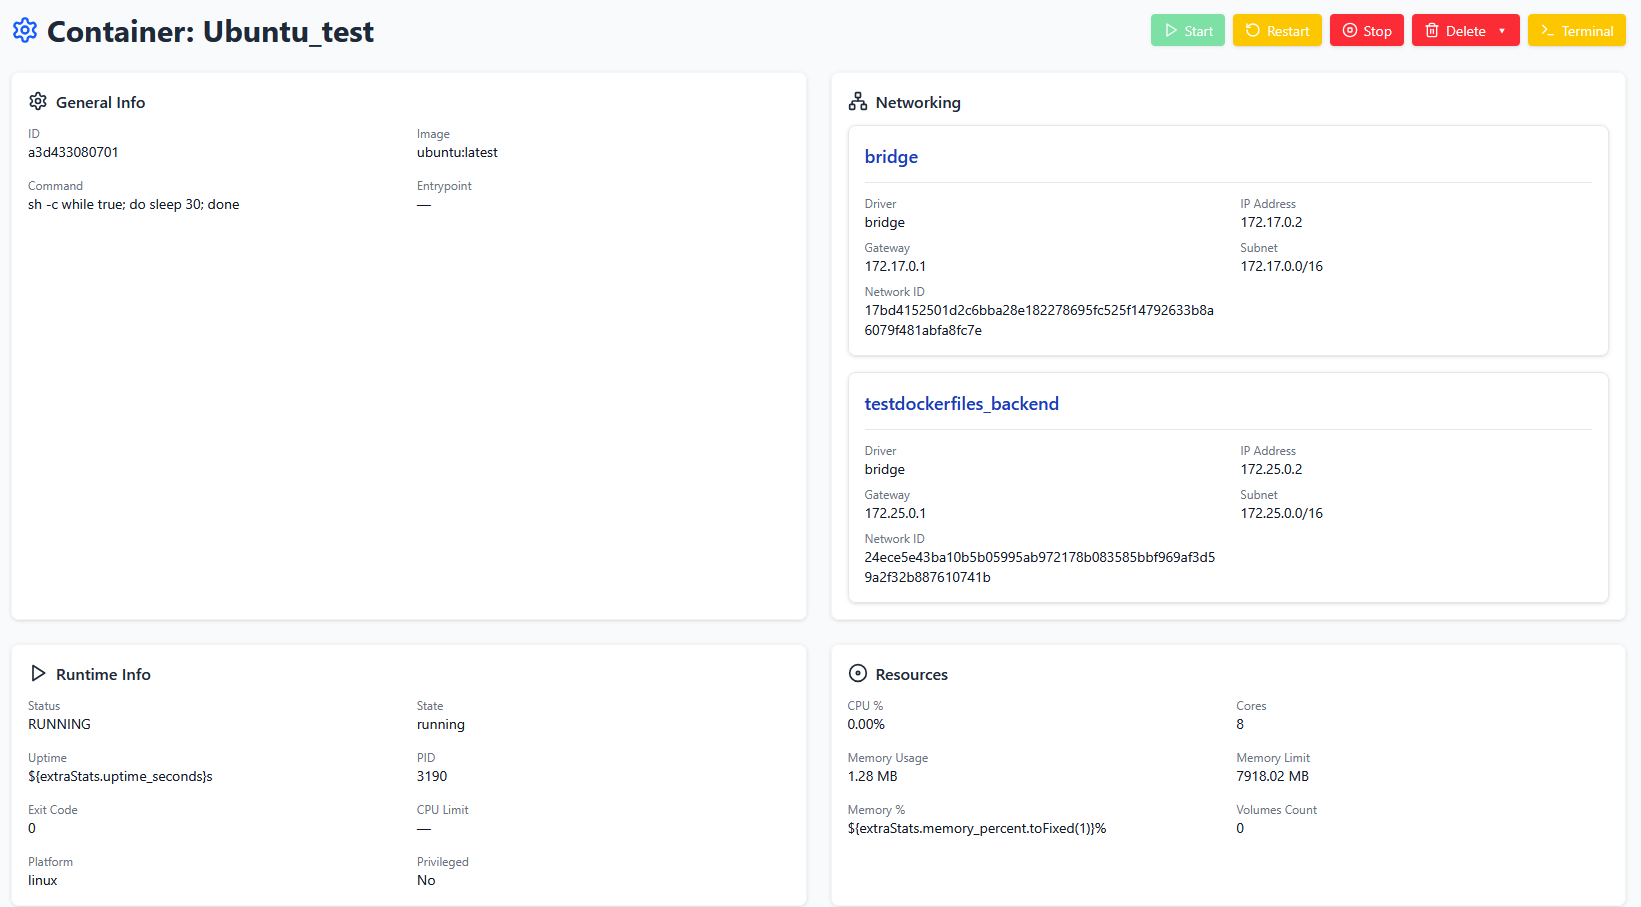 Container: Ubuntu_test
Start
Restart
Stop
Delete
Terminal
General Info
ID
a3d433080701
Image
ubuntu:latest
Command
sh -c while true; do sleep 30; done
Entrypoint
—
Networking
bridge
Driver
bridge
IP Address
172.17.0.2
Gateway
172.17.0.1
Subnet
172.17.0.0/16
Network ID
17bd4152501d2c6bba28e182278695fc525f14792633b8a
6079f481abfa8fc7e
testdockerfiles_backend
Driver
bridge
IP Address
172.25.0.2
Gateway
172.25.0.1
Subnet
172.25.0.0/16
Network ID
24ece5e43ba10b5b05995ab972178b083585bbf969af3d5
9a2f32b887610741b
Runtime Info
Status
RUNNING
State
running
Uptime
${extraStats.uptime_seconds}s
PID
3190
Exit Code
0
CPU Limit
—
Platform
linux
Privileged
No
Resources
CPU %
0.00%
Cores
8
Memory Usage
1.28 MB
Memory Limit
7918.02 MB
Memory %
${extraStats.memory_percent.toFixed(1)}%
Volumes Count
0